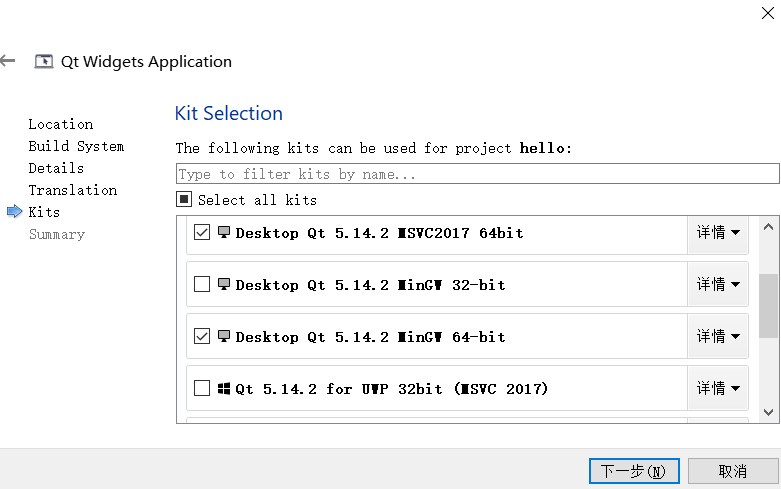 Qt Widgets Application
Kit Selection
Location
Build System
Details
Translation
Kits
Summary
The following kits can be used for project hello:
Type to filter kits by name...
Select all kits
Desktop Qt 5.14.2 MSVC2017 64bit 详情
Desktop Qt 5.14.2 MinGW 32-bit 详情
Desktop Qt 5.14.2 MinGW 64-bit 详情
Qt 5.14.2 for UWP 32bit (MSVC 2017) 详情
下一步(N) 取消